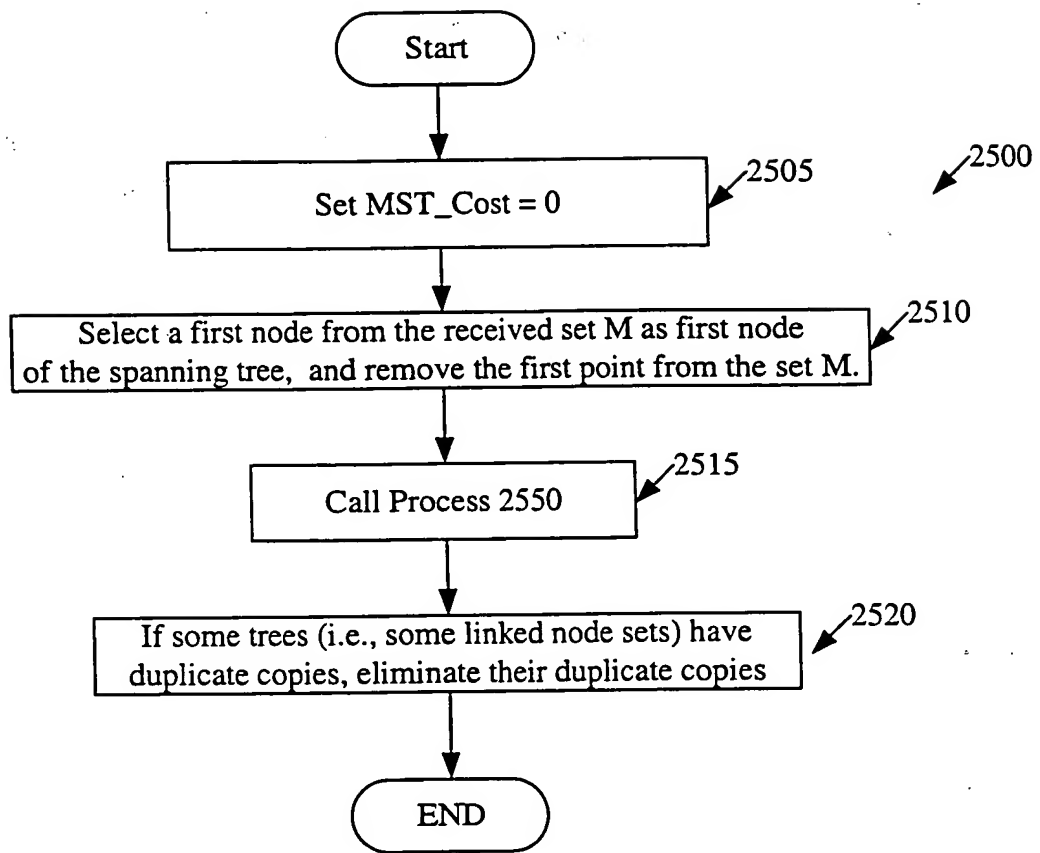 Start
2500
2505
Set MST_Cost = 0
2510
Select a first node from the received set M as first node
of the spanning tree, and remove the first point from the set M.
2515
Call Process 2550
2520
If some trees (i.e., some linked node sets) have
duplicate copies, eliminate their duplicate copies
END